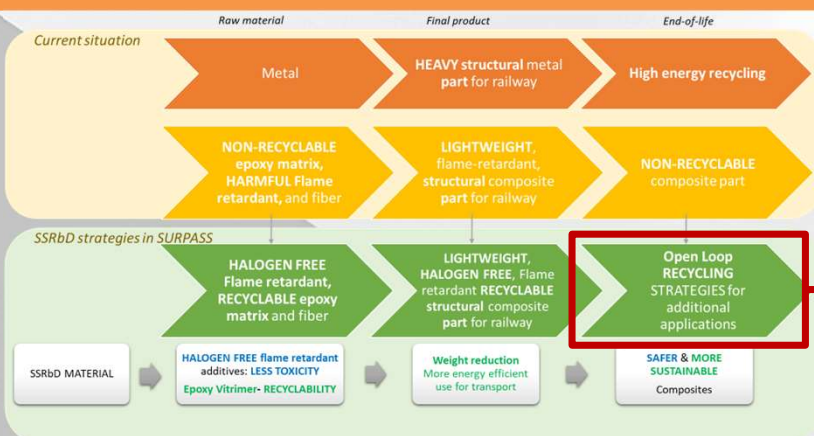 Raw material
Final product
End-of-life
Current situation
Metal
HEAVY structural metal
part for railway
High energy recycling
NON-RECYCLABLE
epoxy matrix,
HARMFUL Flame
retardant, and fiber
LIGHTWEIGHT,
flame-retardant,
structural composite
part for railway
NON-RECYCLABLE
composite part
SSRbD strategies in SURPASS
HALOGEN FREE
Flame retardant,
RECYCLABLE epoxy
matrix and fiber
LIGHTWEIGHT,
HALOGEN FREE, Flame
retardant RECYCLABLE
structural composite
part for railway
Open Loop
RECYCLING
STRATEGIES for
additional
applications
SSRbD MATERIAL
HALOGEN FREE flame retardant
additives: LESS TOXICITY
Epoxy Vitrimer- RECYCLABILITY
Weight reduction
More energy efficient
use for transport
SAFER & MORE
SUSTAINABLE
Composites